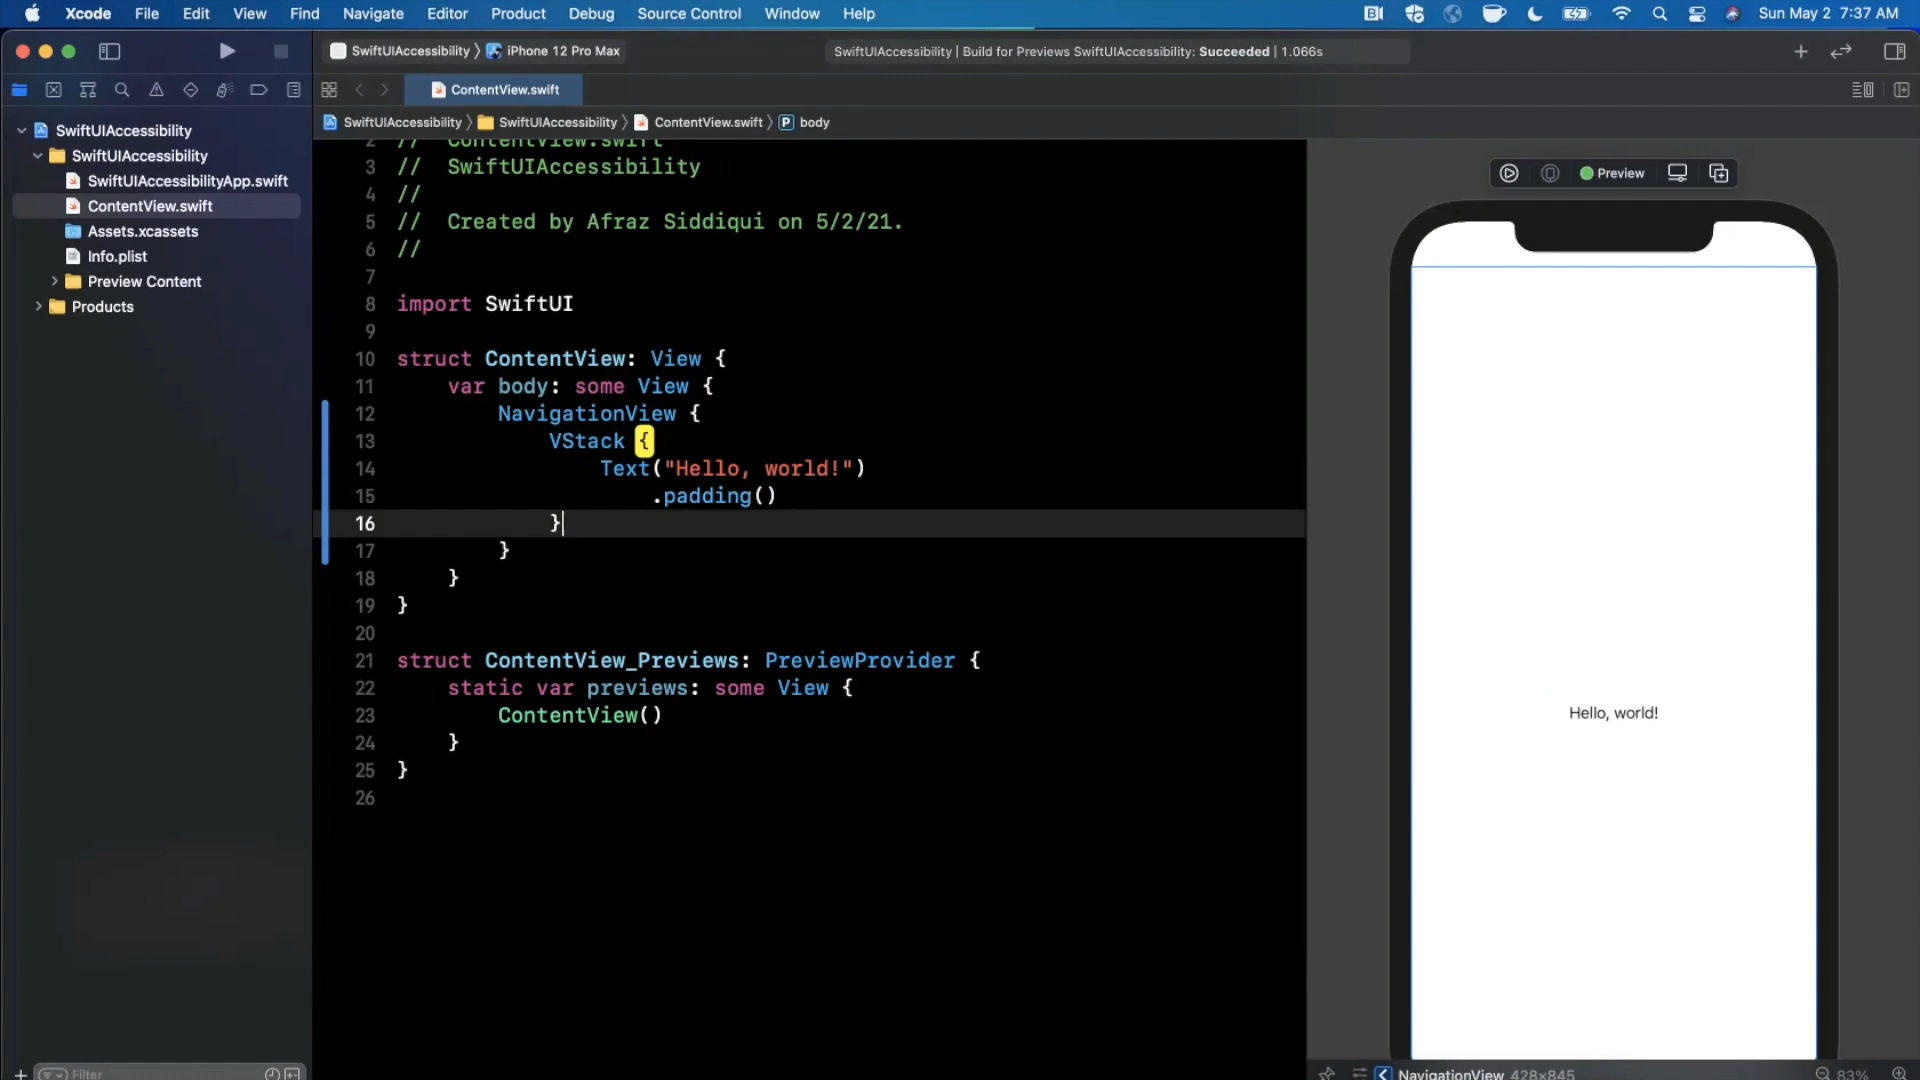 Xcode File Edit View Find Navigate Editor Product Debug Source Control Window Help Sun May 2 7:37 AM
SwiftUIAccessibility 〉 iPhone 12 Pro Max
SwiftUIAccessibility | Build for Previews SwiftUIAccessibility: Succeeded | 1.066s
ContentView.swift
SwiftUIAccessibility 〉 SwiftUIAccessibility 〉 ContentView.swift 〉 P body
SwiftUIAccessibility
SwiftUIAccessibility
SwiftUIAccessibilityApp.swift
ContentView.swift
Assets.xcassets
Info.plist
Preview Content
Products
Filter
2 // ContentView.swift
3 // SwiftUIAccessibility
4 //
5 // Created by Afraz Siddiqui on 5/2/21.
6 //
7
8 import SwiftUI
9
10 struct ContentView: View {
11 var body: some View {
12 NavigationView {
13 VStack {
14 Text("Hello, world!")
15 .padding()
16 }
17 }
18 }
19 }
20
21 struct ContentView_Previews: PreviewProvider {
22 static var previews: some View {
23 ContentView()
24 }
25 }
26
Preview
Hello, world!
NavigationView 428x845 83%